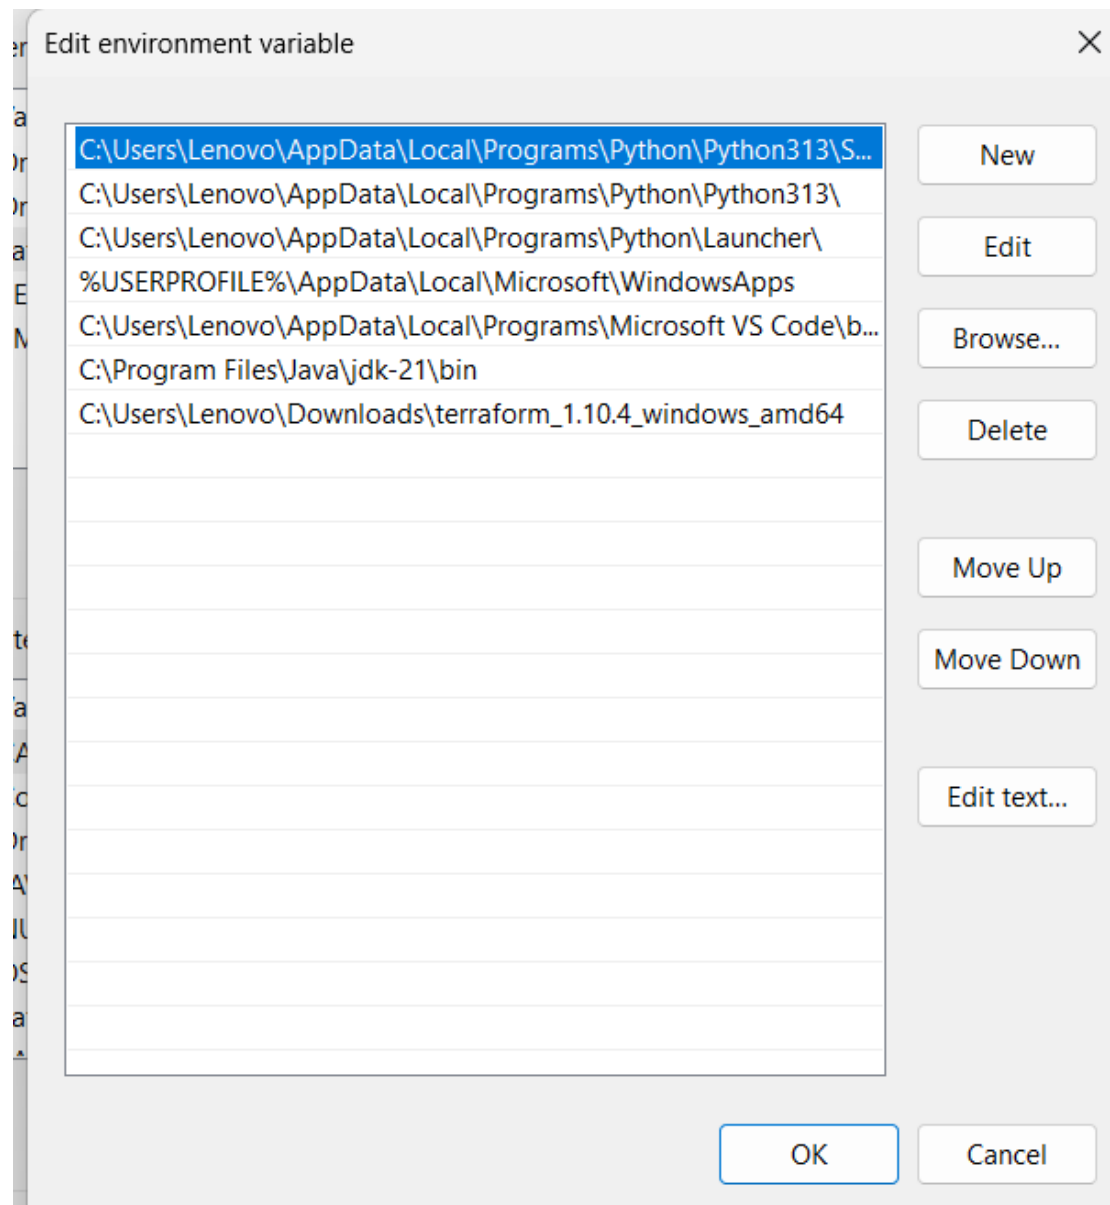 Edit environment variable
C:\Users\Lenovo\AppData\Local\Programs\Python\Python313\S...
New
C:\Users\Lenovo\AppData\Local\Programs\Python\Python313\
C:\Users\Lenovo\AppData\Local\Programs\Python\Launcher\
Edit
%USERPROFILE%\AppData\Local\Microsoft\WindowsApps
C:\Users\Lenovo\AppData\Local\Programs\Microsoft VS Code\b...
Browse...
C:\Program Files\Java\jdk-21\bin
C:\Users\Lenovo\Downloads\terraform_1.10.4_windows_amd64
Delete
Move Up
Move Down
Edit text...
OK
Cancel